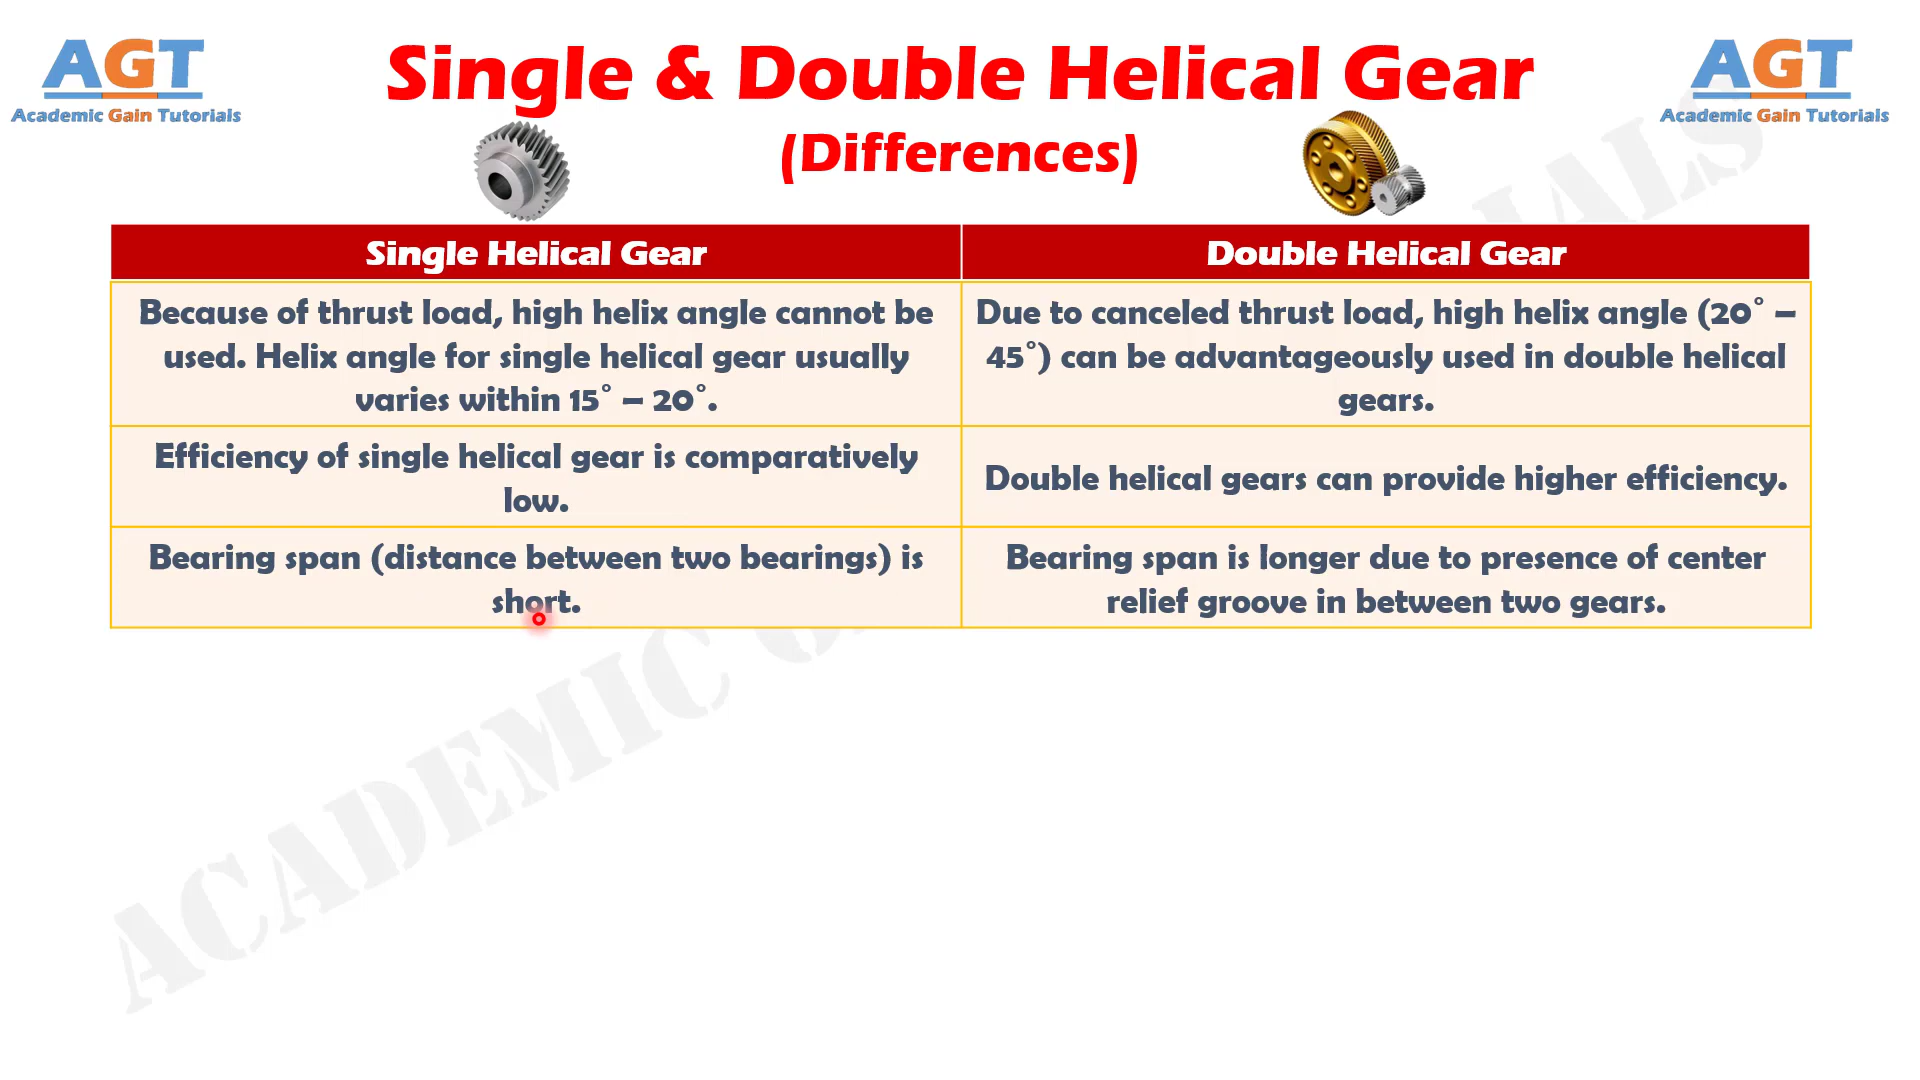 AGT
Academic Gain Tutorials
Single & Double Helical Gear
(Differences)
AGT
Academic Gain Tutorials
Single Helical Gear
Double Helical Gear
Because of thrust load, high helix angle cannot be
used. Helix angle for single helical gear usually
varies within 15° – 20°.
Due to canceled thrust load, high helix angle (20° –
45°) can be advantageously used in double helical
gears.
Efficiency of single helical gear is comparatively
low.
Double helical gears can provide higher efficiency.
Bearing span (distance between two bearings) is
short.
Bearing span is longer due to presence of center
relief groove in between two gears.
ACADEMIC